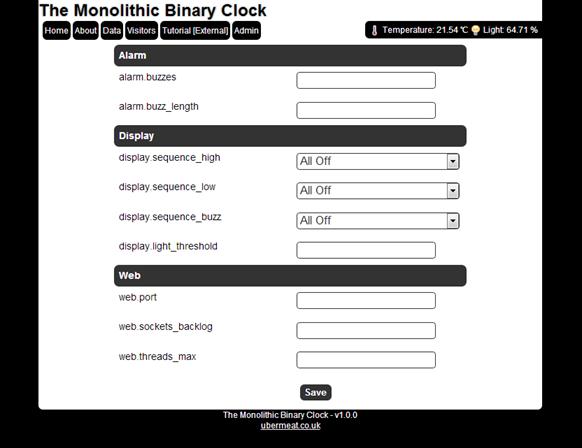 The Monolithic Binary Clock
Home About Data Visitors Tutorial [External] Admin Temperature: 21.54 °C Light: 64.71 %
Alarm
alarm.buzzes
alarm.buzz_length
Display
display.sequence_high All Off
display.sequence_low All Off
display.sequence_buzz All Off
display.light_threshold
Web
web.port
web.sockets_backlog
web.threads_max
Save
The Monolithic Binary Clock - v1.0.0
ubermeat.co.uk